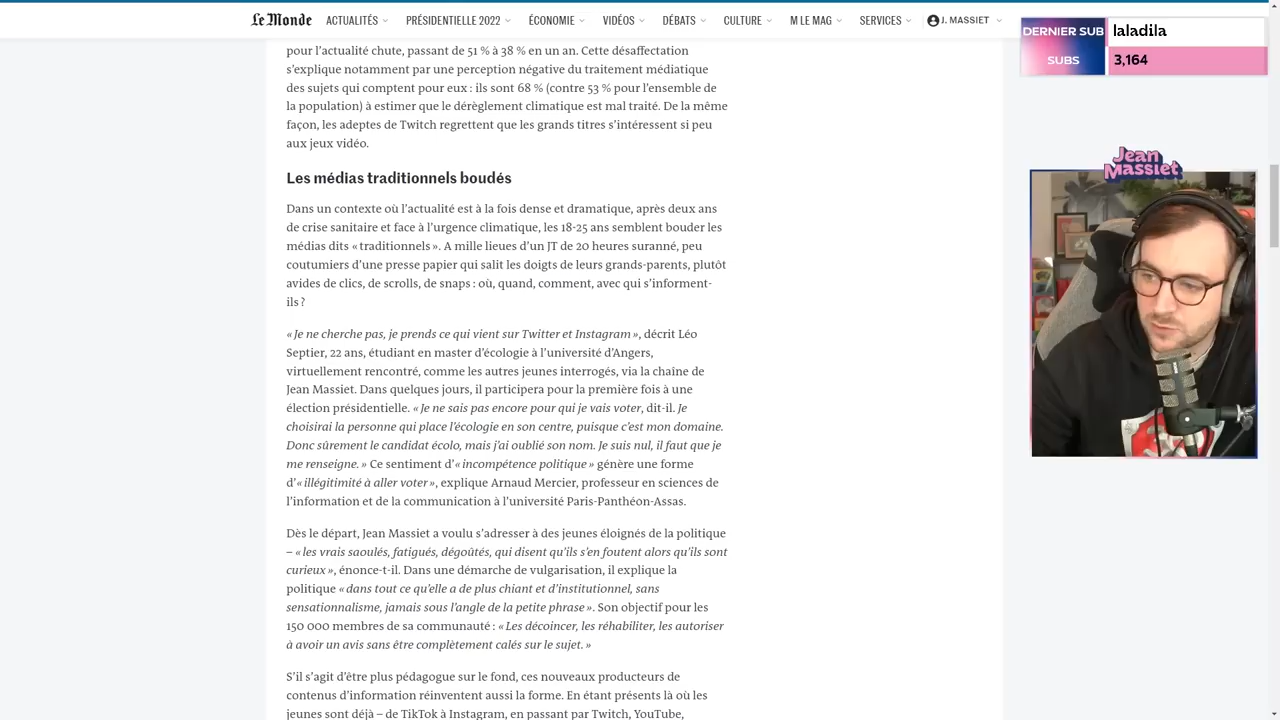 Le Monde
ACTUALITÉS
PRÉSIDENTIELLE 2022
ÉCONOMIE
VIDÉOS
DÉBATS
CULTURE
M LE MAG
SERVICES
J. MASSIET
DERNIER SUB
laladila
SUBS
3,164
Jean
Massiet
pour l’actualité chute, passant de 51 % à 38 % en un an. Cette désaffection
s’explique notamment par une perception négative du traitement médiatique
des sujets qui comptent pour eux : ils sont 68 % (contre 53 % pour l’ensemble de
la population) à estimer que le dérèglement climatique est mal traité. De la même
façon, les adeptes de Twitch regrettent que les grands titres s’intéressent si peu
aux jeux vidéo.
Les médias traditionnels boudés
Dans un contexte où l’actualité est à la fois dense et dramatique, après deux ans
de crise sanitaire et face à l’urgence climatique, les 18-25 ans semblent bouder les
médias dits « traditionnels ». A mille lieues d’un JT de 20 heures suranné, peu
coutumiers d’une presse papier qui salit les doigts de leurs grands-parents, plutôt
avides de clics, de scrolls, de snaps : où, quand, comment, avec qui s’informent-
ils ?
« Je ne cherche pas, je prends ce qui vient sur Twitter et Instagram », décrit Léo
Septier, 22 ans, étudiant en master d’écologie à l’université d’Angers,
virtuellement rencontré, comme les autres jeunes interrogés, via la chaîne de
Jean Massiet. Dans quelques jours, il participera pour la première fois à une
élection présidentielle. « Je ne sais pas encore pour qui je vais voter, dit-il. Je
choisirai la personne qui place l’écologie en son centre, puisque c’est mon domaine.
Donc sûrement le candidat écolo, mais j’ai oublié son nom. Je suis nul, il faut que je
me renseigne. » Ce sentiment d’« incompétence politique » génère une forme
d’« illégitimité à aller voter », explique Arnaud Mercier, professeur en sciences de
l’information et de la communication à l’université Paris-Panthéon-Assas.
Dès le départ, Jean Massiet a voulu s’adresser à des jeunes éloignés de la politique
– « les vrais saoulés, fatigués, dégoûtés, qui disent qu’ils s’en foutent alors qu’ils sont
curieux », énonce-t-il. Dans une démarche de vulgarisation, il explique la
politique « dans tout ce qu’elle a de plus chiant et d’institutionnel, sans
sensationnalisme, jamais sous l’angle de la petite phrase ». Son objectif pour les
150 000 membres de sa communauté : « Les décoincer, les réhabiliter, les autoriser
à avoir un avis sans être complètement calés sur le sujet. »
S’il s’agit d’être plus pédagogue sur le fond, ces nouveaux producteurs de
contenus d’information réinventent aussi la forme. En étant présents là où les
jeunes sont déjà – de TikTok à Instagram, en passant par Twitch, YouTube,